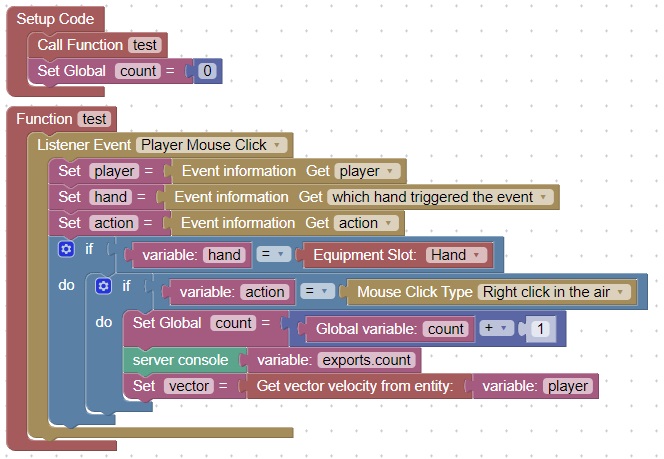 Setup Code
Call Function test
Set Global count = 0
Function test
Listener Event Player Mouse Click
Set player = Event information Get player
Set hand = Event information Get which hand triggered the event
Set action = Event information Get action
if variable: hand = Equipment Slot: Hand
do if variable: action = Mouse Click Type Right click in the air
do Set Global count = Global variable: count + 1
server console variable: exports.count
Set vector = Get vector velocity from entity: variable: player